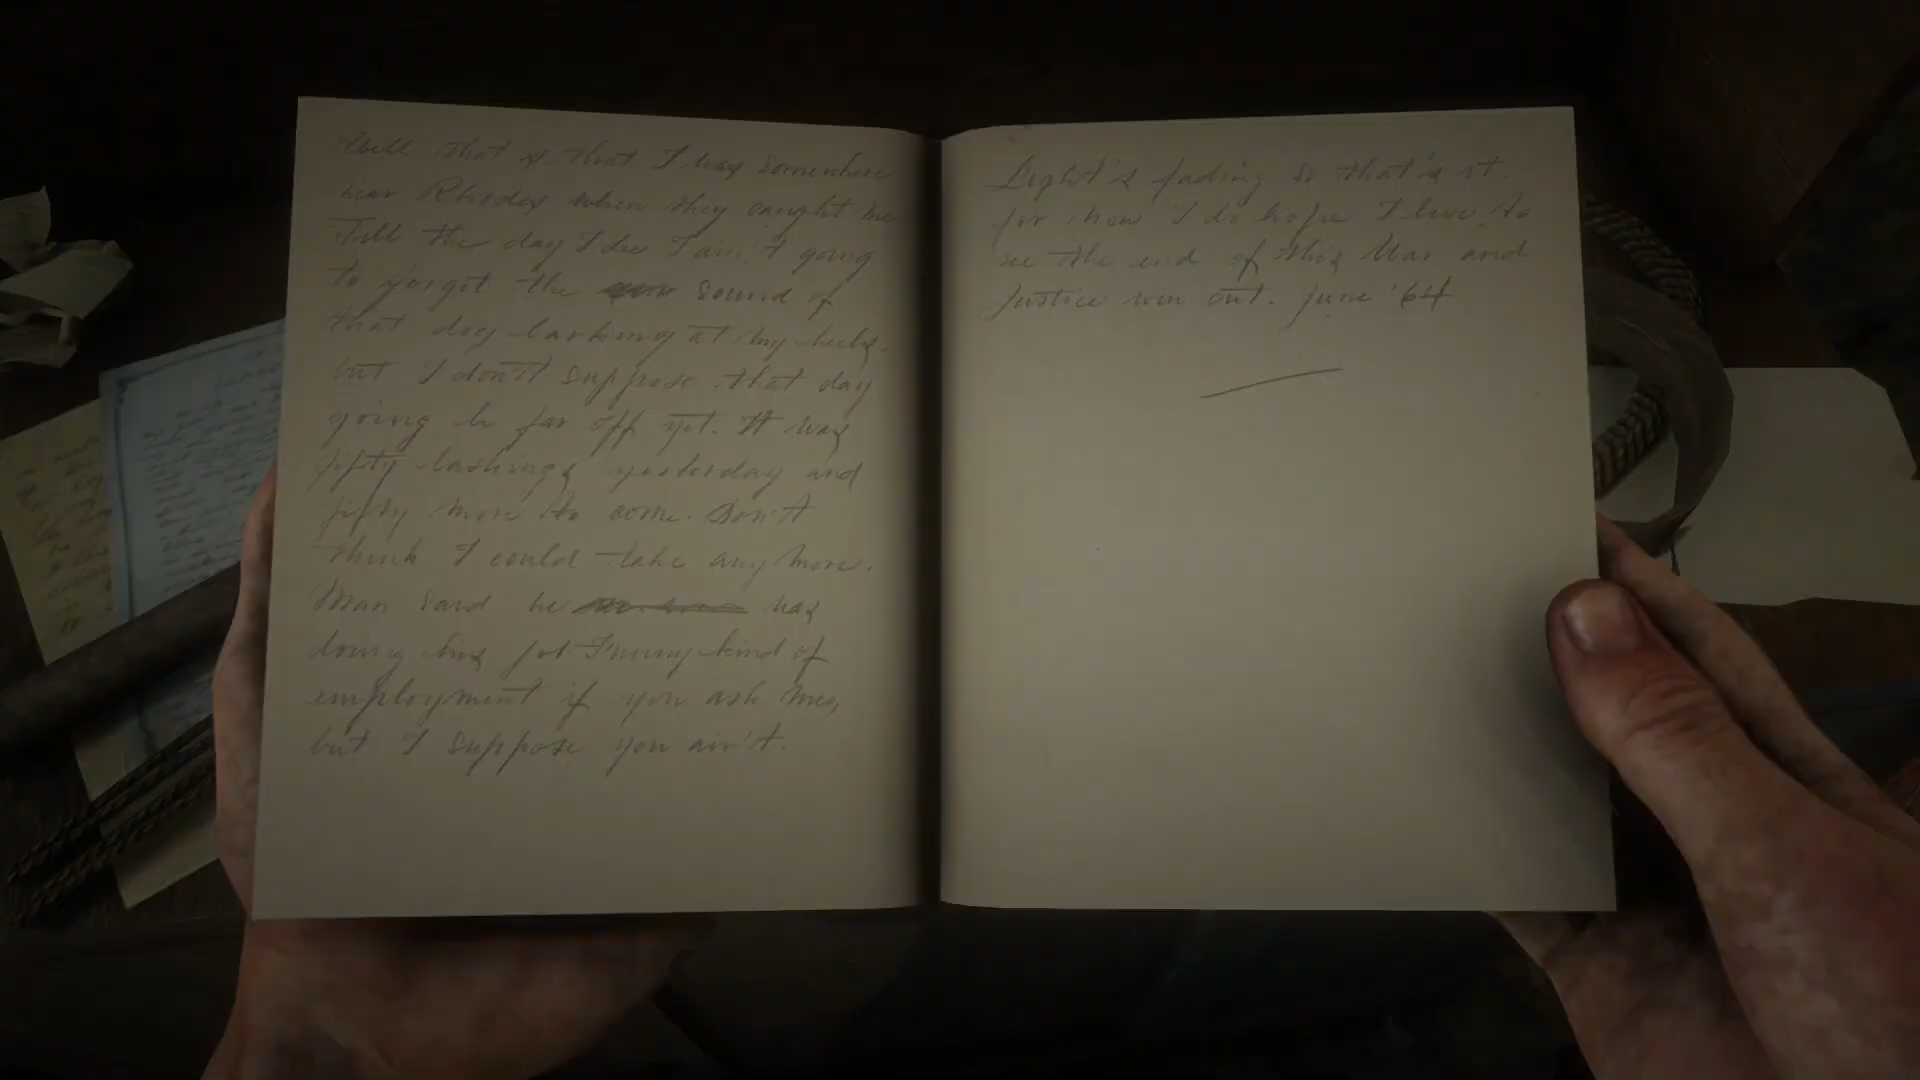 Well that is that. I was somewhere
near Rhodes when they caught me
Till the day I die I ain't going
to forget the sound of
that dog barking at my heels.
but I don't suppose that day
going be far off yet. It was
fifty lashings yesterday and
fifty more to come. Don't
think I could take any more.
Man said he was
doing his job. Funny kind of
employment if you ask me,
but I suppose you ain't.
Light is fading so that is it
for now I do hope I live to
see the end of this War and
Justice win out. June '64